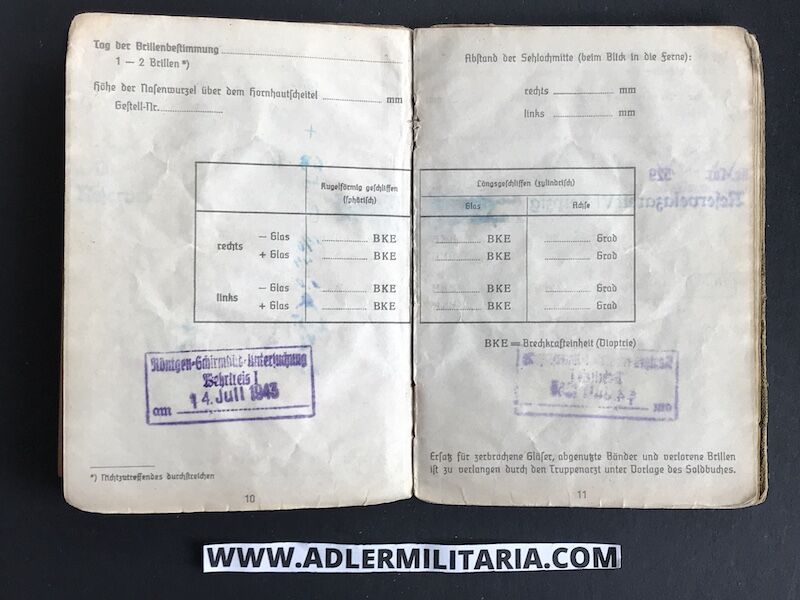 Tag der Brillenbestimmung
1 — 2 Brillen *)
Höhe der Nasenwurzel über dem Hornhautscheitel mm
Gestell-Nr.
Kugelförmig geschliffen
(sphärisch)
rechts
— Glas BKE
+ Glas BKE
links
— Glas BKE
+ Glas BKE
Röntgen-Schirmbild-Untersuchung
Wehrkreis I
am 14. Juli 1943
*) Nichtzutreffendes durchstreichen
10
Abstand der Sehlochmitte (beim Blick in die Ferne):
rechts mm
links mm
Längsgeschliffen (zylindrisch)
Glas Achse
BKE Grad
BKE Grad
BKE Grad
BKE Grad
BKE = Brechkrafteinheit (Dioptrie)
Ersatz für zerbrochene Gläser, abgenutzte Bänder und verlorene Brillen
ist zu verlangen durch den Truppenarzt unter Vorlage des Soldbuches.
11
WWW.ADLERMILITARIA.COM